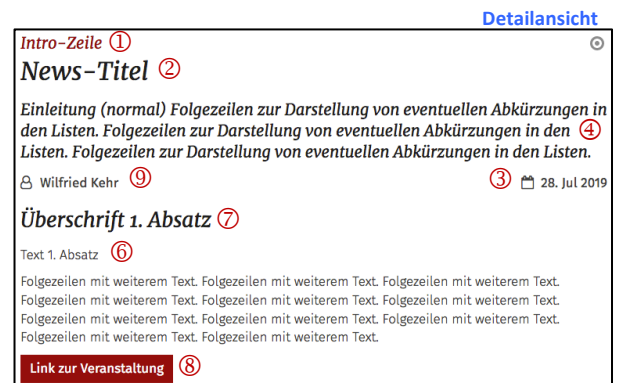 Detailansicht
Intro-Zeile ①
News-Titel ②
Einleitung (normal) Folgezeilen zur Darstellung von eventuellen Abkürzungen in
den Listen. Folgezeilen zur Darstellung von eventuellen Abkürzungen in den ④
Listen. Folgezeilen zur Darstellung von eventuellen Abkürzungen in den Listen.
Wilfried Kehr ⑨ ③ 28. Jul 2019
Überschrift 1. Absatz ⑦
Text 1. Absatz ⑥
Folgezeilen mit weiterem Text. Folgezeilen mit weiterem Text. Folgezeilen mit weiterem Text.
Folgezeilen mit weiterem Text. Folgezeilen mit weiterem Text. Folgezeilen mit weiterem Text.
Folgezeilen mit weiterem Text. Folgezeilen mit weiterem Text. Folgezeilen mit weiterem Text.
Folgezeilen mit weiterem Text. Folgezeilen mit weiterem Text.
Link zur Veranstaltung ⑧